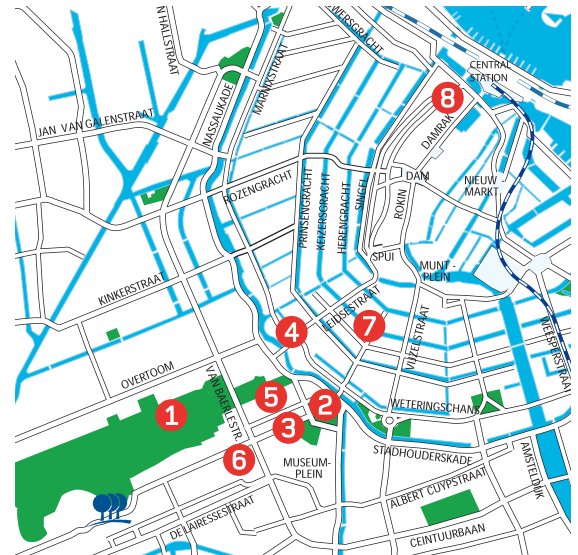 N HALLSTRAAT
WERSGRACHT
CENTRAL
STATION
MARNIXSTRAAT
NASSAUKADE
8
DAMRAK
JAN VAN GALENSTRAAT
DAM
NIEUW
MARKT
ROZENGRACHT
PRINSENGRACHT
KEIZERSGRACHT
HERENGRACHT
SINGEL
ROKIN
SPUI
MUNT-
PLEIN
KINKERSTRAAT
LEIDSESTRAAT
4
7
VIJZELSTRAAT
WEESPERSTRAAT
OVERTOOM
VAN BAERLESTR.
5
2
1
3
WETERINGSCHANS
6
MUSEUM-
PLEIN
STADHOUDERSKADE
AMSTELDIJK
ALBERT CUYPSTRAAT
DE LAIRESSESTRAAT
CEINTUURBAAN